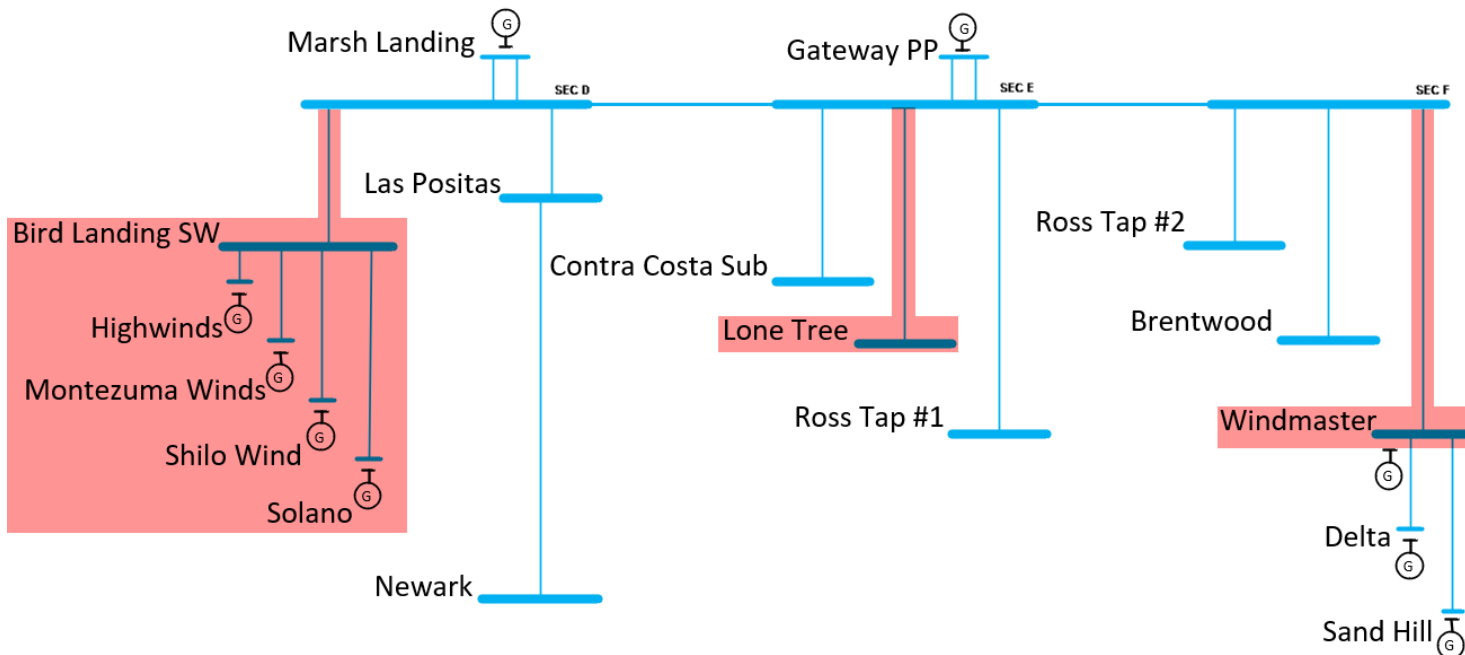 Marsh Landing
G
Gateway PP
G
SEC D
SEC E
SEC F
Las Positas
Bird Landing SW
Ross Tap #2
Contra Costa Sub
Highwinds
G
Lone Tree
Brentwood
Montezuma Winds
G
Ross Tap #1
Windmaster
G
Shilo Wind
G
Solano
G
Delta
G
Newark
Sand Hill
G